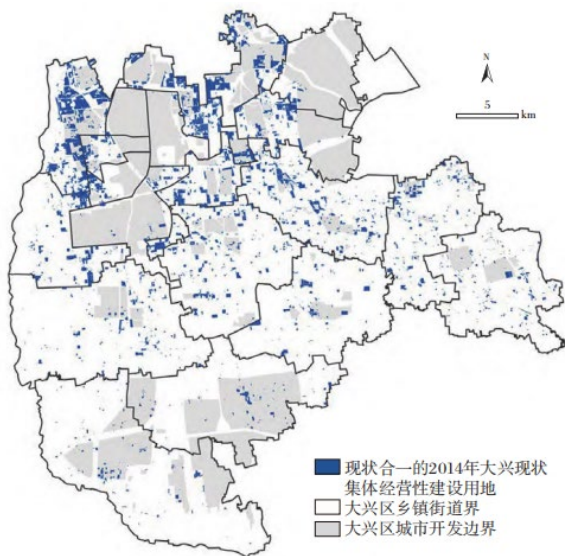 N
5
km
现状合一的2014年大兴现状
集体经营性建设用地
大兴区乡镇街道界
大兴区城市开发边界